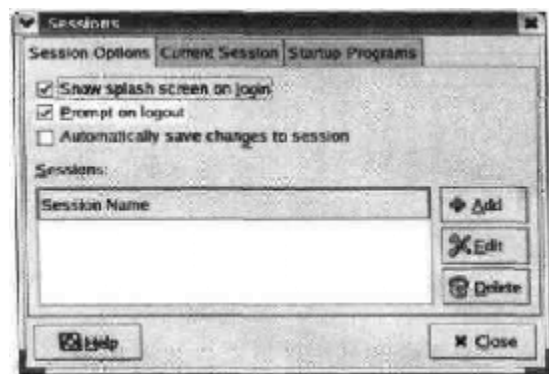 Sessions
Session Options Current Session Startup Programs
Show splash screen on login
Prompt on logout
Automatically save changes to session
Sessions:
Session Name
Add
Edit
Delete
Help
Close